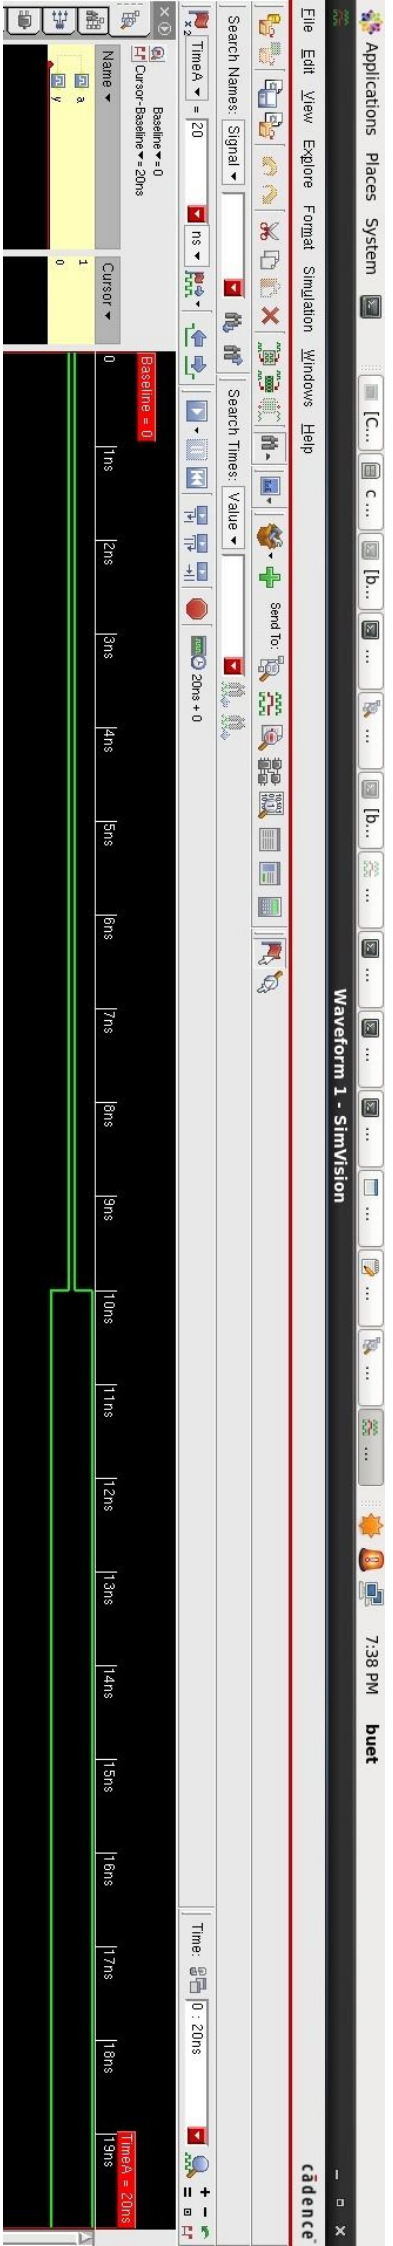 Applications Places System [C... c ... [b... ... ... [b... ... ... ... ... ... ... ... ... 7:38 PM buet
Waveform 1 - SimVision
File Edit View Explore Format Simulation Windows Help cādence
Send To:
Search Names: Signal Search Times: Value
TimeA = 20 ns 20ns + 0 Time: 0 : 20ns
Baseline = 0
Cursor-Baseline = 20ns
Baseline = 0 TimeA = 20ns
Name Cursor 0 1ns 2ns 3ns 4ns 5ns 6ns 7ns 8ns 9ns 10ns 11ns 12ns 13ns 14ns 15ns 16ns 17ns 18ns 19ns
a 1
y 0